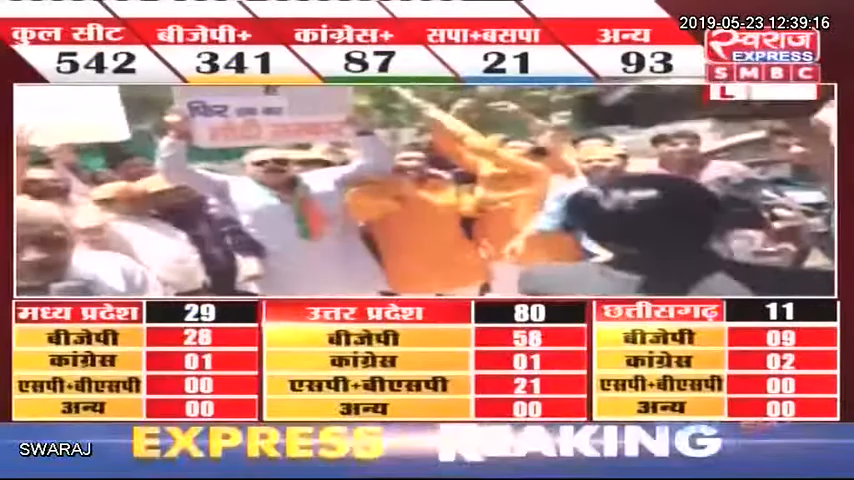 2019-05-23 12:39:16
कुल सीट बीजेपी+ कांग्रेस+ सपा+बसपा अन्य
542 341 87 21 93
स्वराज
EXPRESS
SMBC
L
फिर
मध्य प्रदेश 29
बीजेपी 28
कांग्रेस 01
एसपी+बीएसपी 00
अन्य 00
उत्तर प्रदेश 80
बीजेपी 58
कांग्रेस 01
एसपी+बीएसपी 21
अन्य 00
छत्तीसगढ़ 11
बीजेपी 09
कांग्रेस 02
एसपी+बीएसपी 00
अन्य 00
SWARAJ
EXPRESS